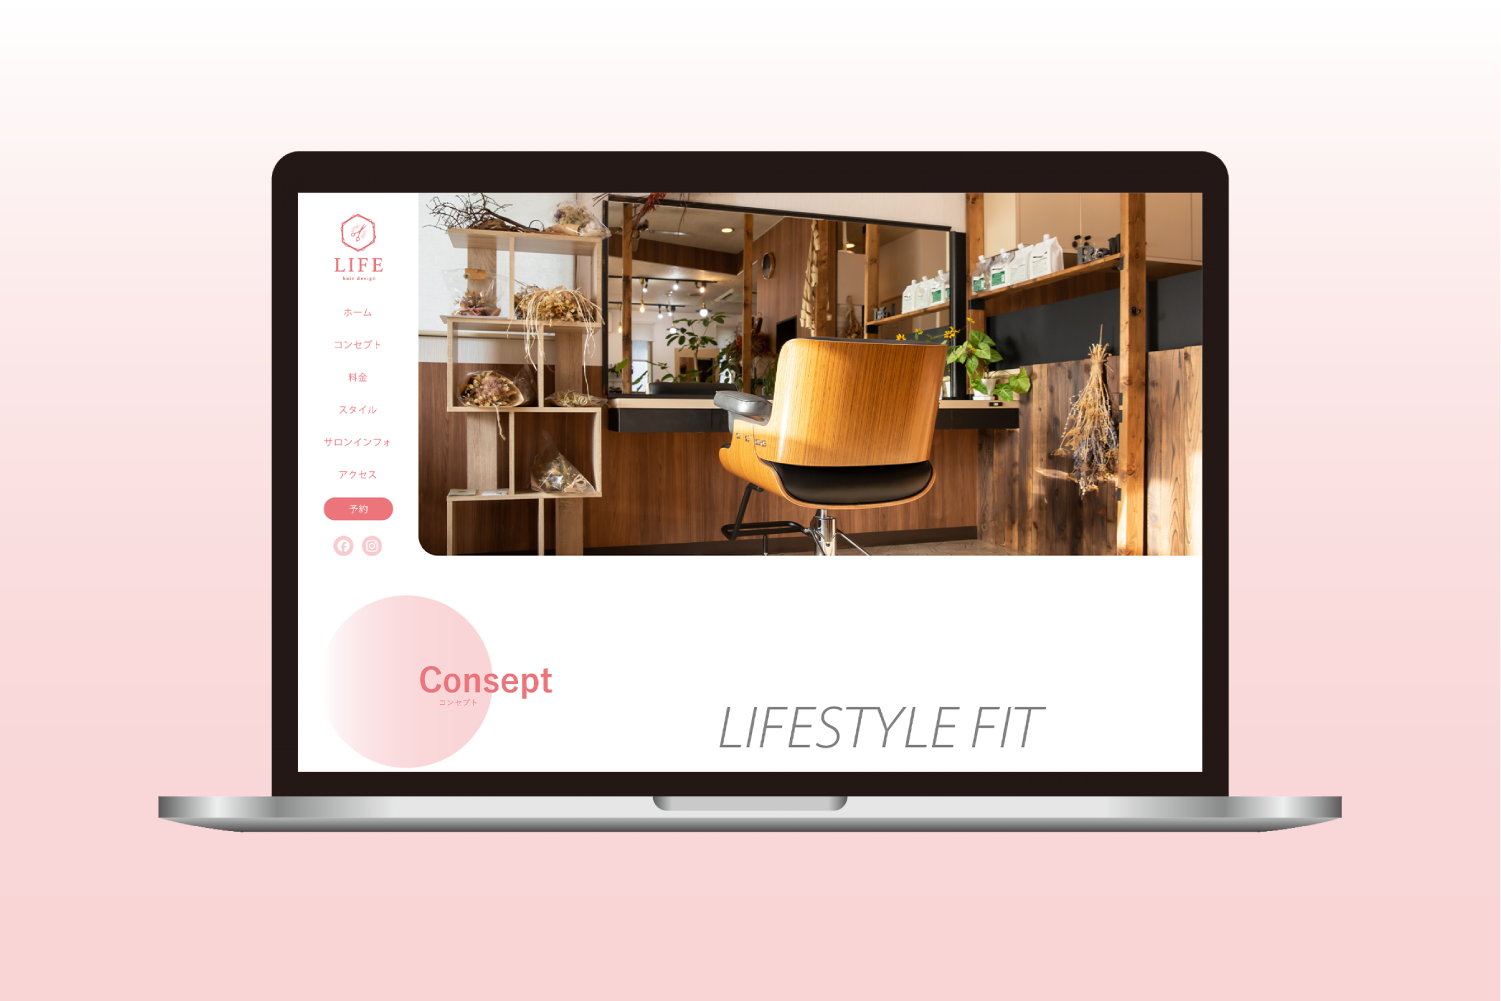 LIFE
hair design
ホーム
コンセプト
料金
スタイル
サロンインフォ
アクセス
予約
Consept
コンセプト
LIFESTYLE FIT